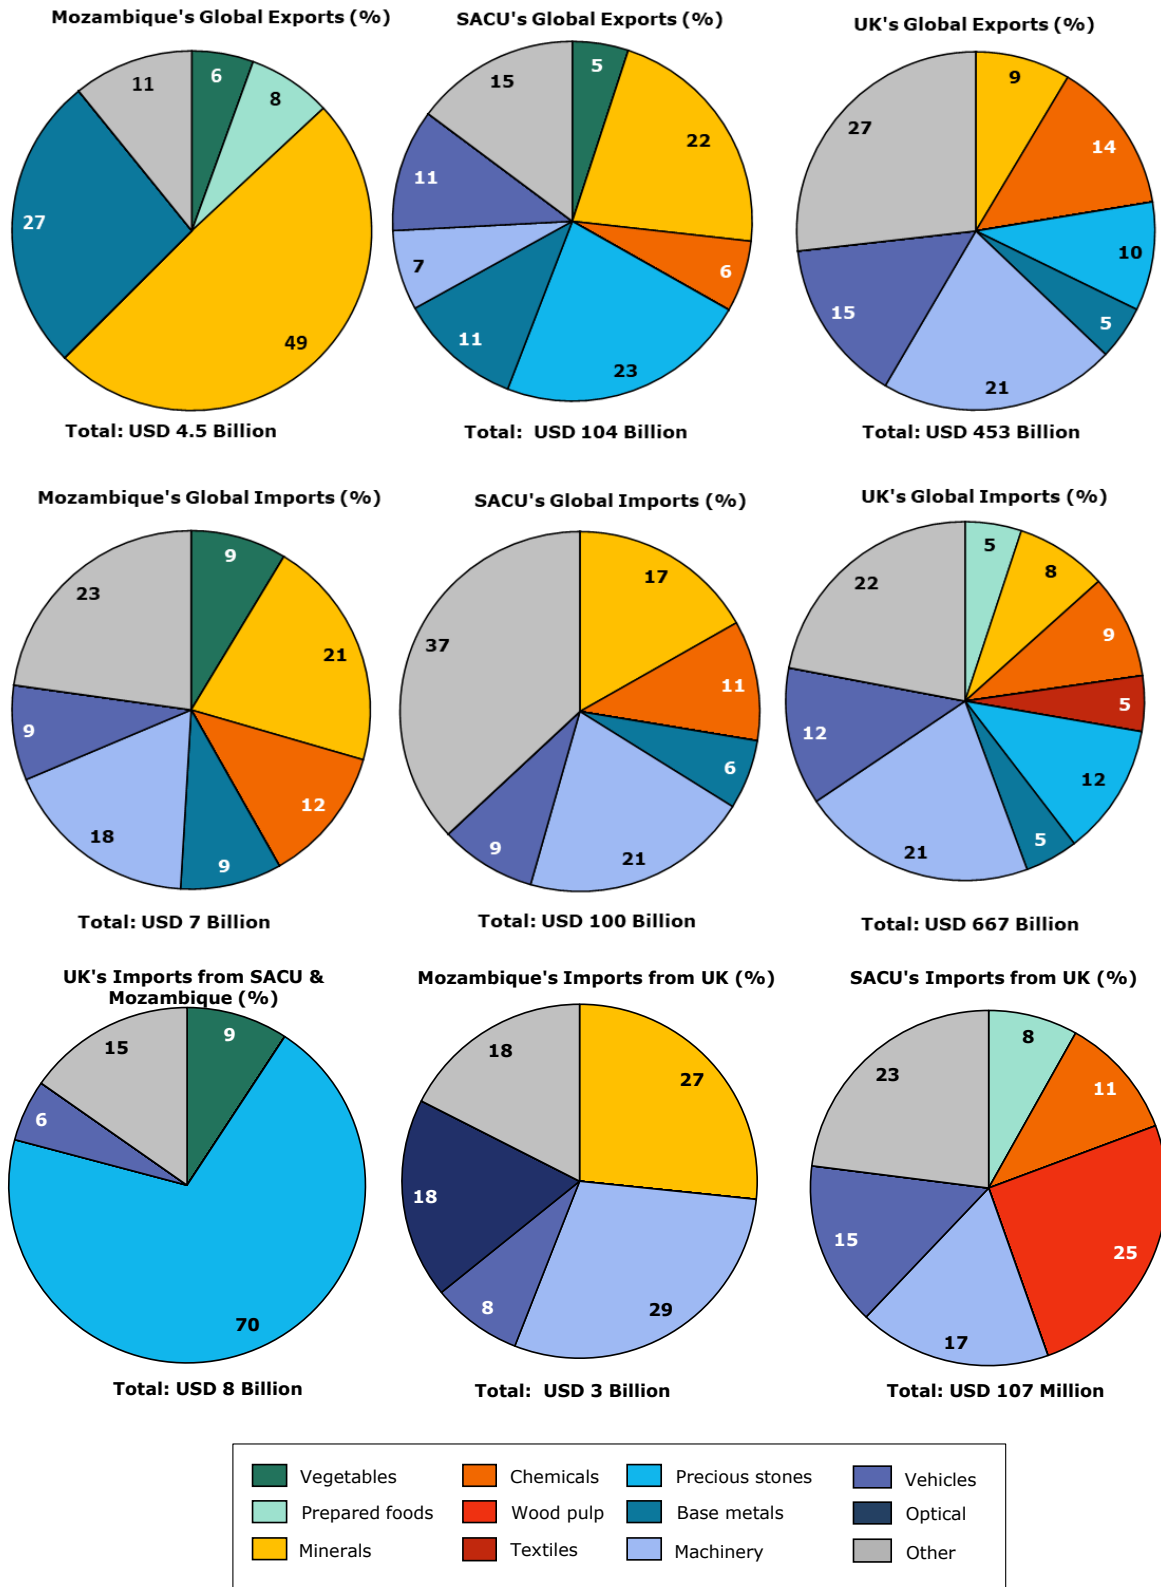 Mozambique's Global Exports (%)
6
8
49
27
11
Total: USD 4.5 Billion
SACU's Global Exports (%)
5
22
6
23
11
7
11
15
Total: USD 104 Billion
UK's Global Exports (%)
9
14
10
5
21
15
27
Total: USD 453 Billion
Mozambique's Global Imports (%)
9
21
12
9
18
9
23
Total: USD 7 Billion
SACU's Global Imports (%)
17
11
6
21
9
37
Total: USD 100 Billion
UK's Global Imports (%)
5
8
9
5
12
5
21
12
22
Total: USD 667 Billion
UK's Imports from SACU &
Mozambique (%)
9
70
6
15
Total: USD 8 Billion
Mozambique's Imports from UK (%)
27
29
8
18
18
Total: USD 3 Billion
SACU's Imports from UK (%)
8
11
25
17
15
23
Total: USD 107 Million
Vegetables
Chemicals
Precious stones
Vehicles
Prepared foods
Wood pulp
Base metals
Optical
Minerals
Textiles
Machinery
Other